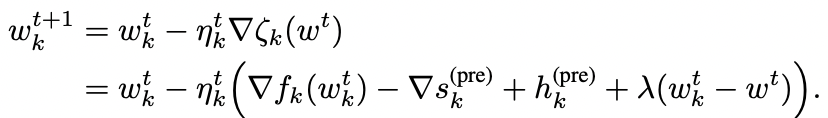 w_k^{t+1} = w_k^t − η_k^t ∇ζ_k(w^t)
= w_k^t − η_k^t (∇f_k(w_k^t) − ∇s_k^{(pre)} + h_k^{(pre)} + λ(w_k^t − w^t)).